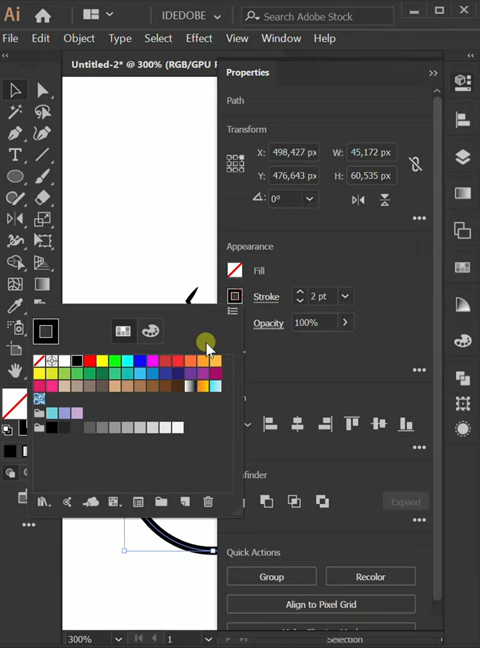 Ai
IDEDOBE
Search Adobe Stock
File Edit Object Type Select Effect View Window Help
Untitled-2* @ 300% (RGB/GPU
Properties
Path
Transform
X: 498,427 px W: 45,172 px
Y: 476,643 px H: 60,535 px
0°
Appearance
Fill
Stroke 2 pt
Opacity 100%
Expand
Quick Actions
Group Recolor
Align to Pixel Grid
300% 1 Selection